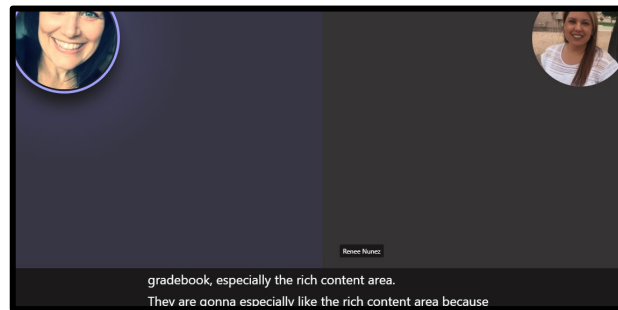 Renee Nunez
gradebook, especially the rich content area.
They are gonna especially like the rich content area because